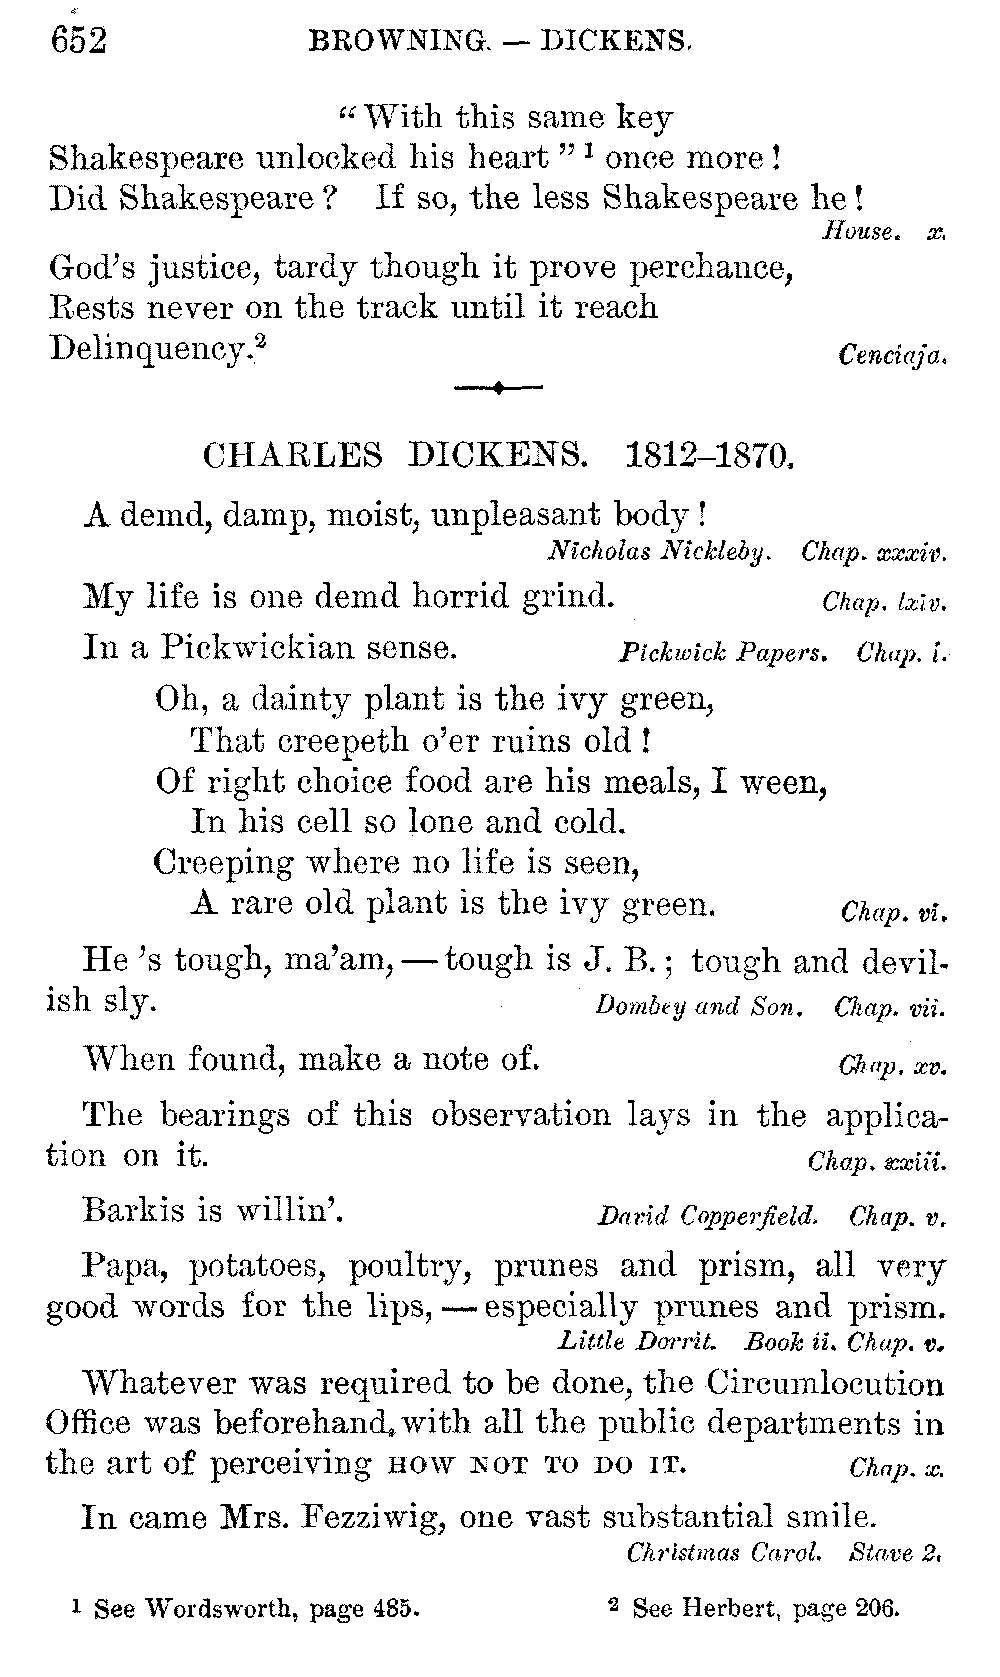 652 BROWNING. — DICKENS.
“With this same key
Shakespeare unlocked his heart” ¹ once more!
Did Shakespeare? If so, the less Shakespeare he!
House. x.
God’s justice, tardy though it prove perchance,
Rests never on the track until it reach
Delinquency.² Cenciaja.
CHARLES DICKENS. 1812–1870.
A demd, damp, moist, unpleasant body!
Nicholas Nickleby. Chap. xxxiv.
My life is one demd horrid grind. Chap. lxiv.
In a Pickwickian sense. Pickwick Papers. Chap. i.
Oh, a dainty plant is the ivy green,
That creepeth o’er ruins old!
Of right choice food are his meals, I ween,
In his cell so lone and cold.
Creeping where no life is seen,
A rare old plant is the ivy green. Chap. vi.
He ’s tough, ma’am, — tough is J. B.; tough and devil-
ish sly. Dombey and Son. Chap. vii.
When found, make a note of. Chap. xv.
The bearings of this observation lays in the applica-
tion on it. Chap. xxiii.
Barkis is willin’. David Copperfield. Chap. v.
Papa, potatoes, poultry, prunes and prism, all very
good words for the lips, — especially prunes and prism.
Little Dorrit. Book ii. Chap. v.
Whatever was required to be done, the Circumlocution
Office was beforehand with all the public departments in
the art of perceiving HOW NOT TO DO IT. Chap. x.
In came Mrs. Fezziwig, one vast substantial smile.
Christmas Carol. Stave 2.
¹ See Wordsworth, page 485. ² See Herbert, page 206.